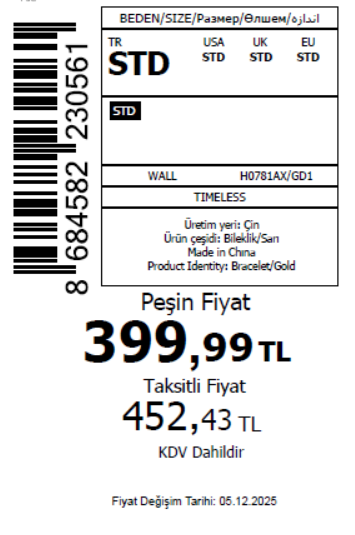 BEDEN/SIZE/Размер/Өлшем/اندازه
TR USA UK EU
STD STD STD STD
STD
WALL H0781AX/GD1
TIMELESS
Üretim yeri: Çin
Ürün çeşidi: Bileklik/Sarı
Made in China
Product Identity: Bracelet/Gold
8 684582 230561
Peşin Fiyat
399,99 TL
Taksitli Fiyat
452,43 TL
KDV Dahildir
Fiyat Değişim Tarihi: 05.12.2025